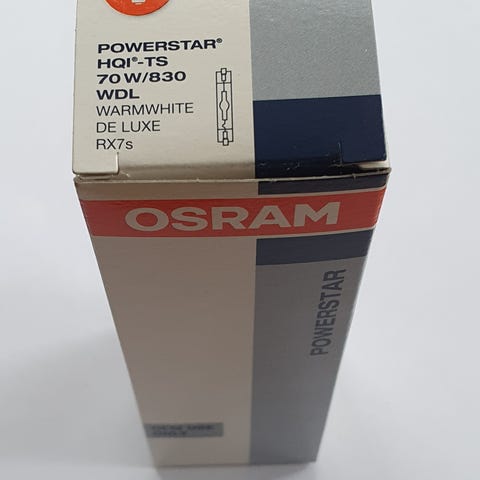 POWERSTAR®
HQI®-TS
70 W/830
WDL
WARMWHITE
DE LUXE
RX7s
OSRAM
POWERSTAR